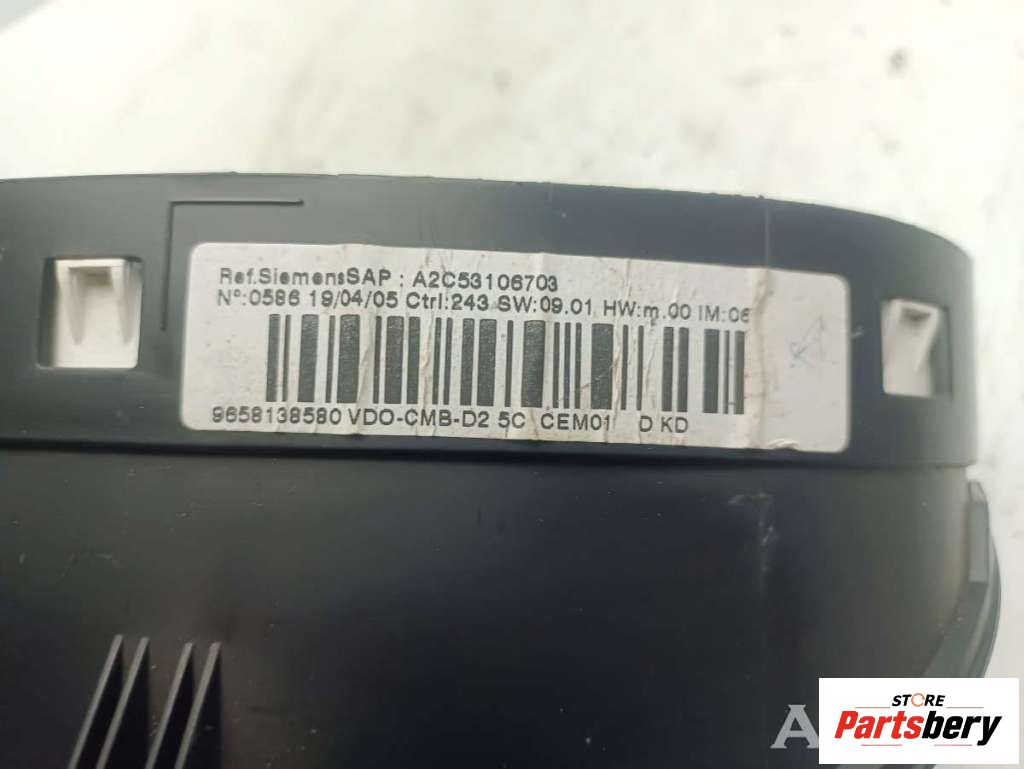 Ref.SiemensSAP : A2C53106703
N°:0586 19/04/05 Ctrl:243 SW:09.01 HW:m.00 IM:06
9658138580 VDO-CMB-D2 5C CEM01 D KD
A
STORE
Partsbery